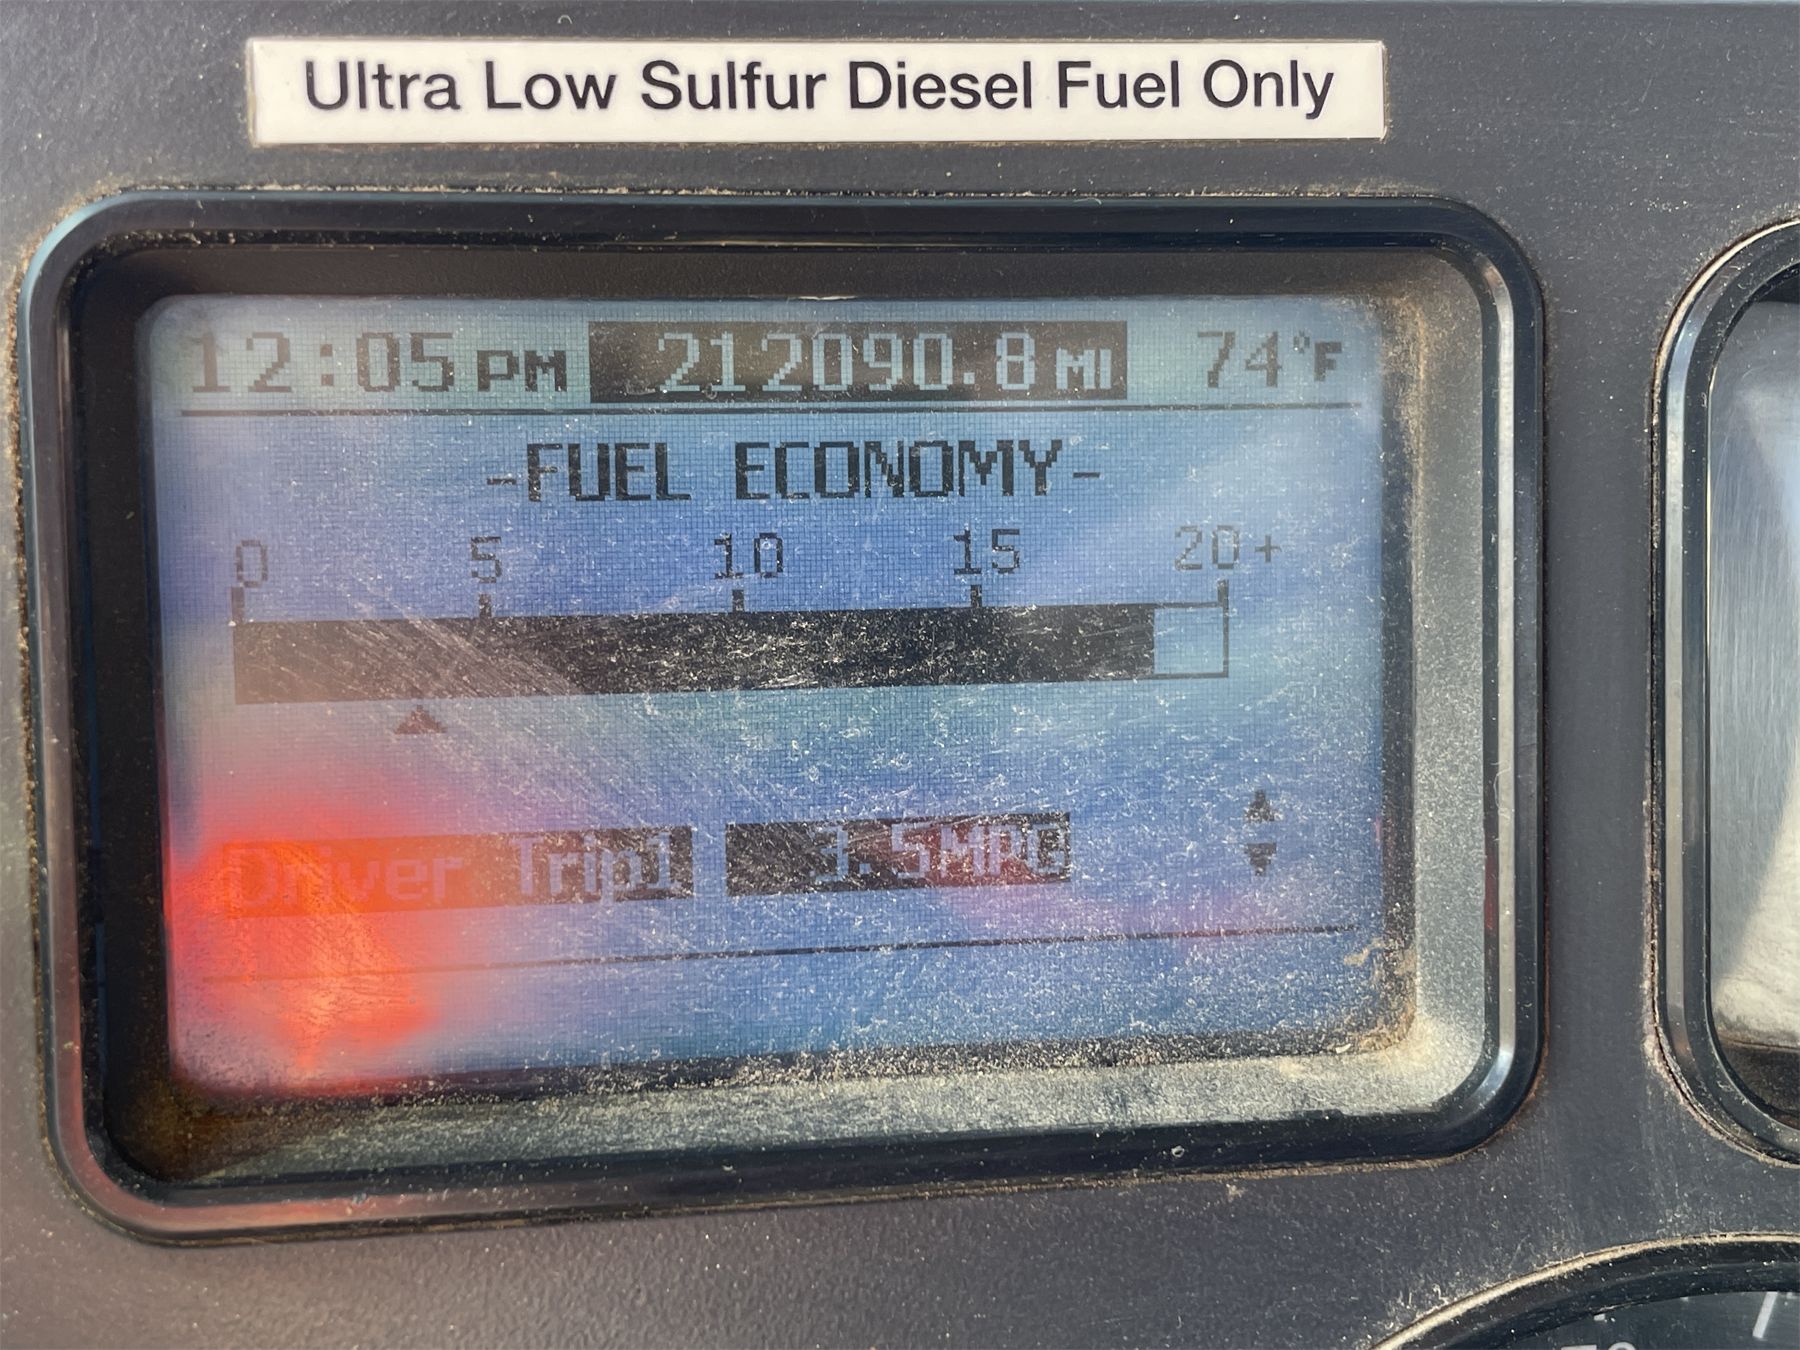 Ultra Low Sulfur Diesel Fuel Only
12:05 PM 212090.8 MI 74°F
-FUEL ECONOMY-
0 5 10 15 20+
Driver Trip1 3.5MPG